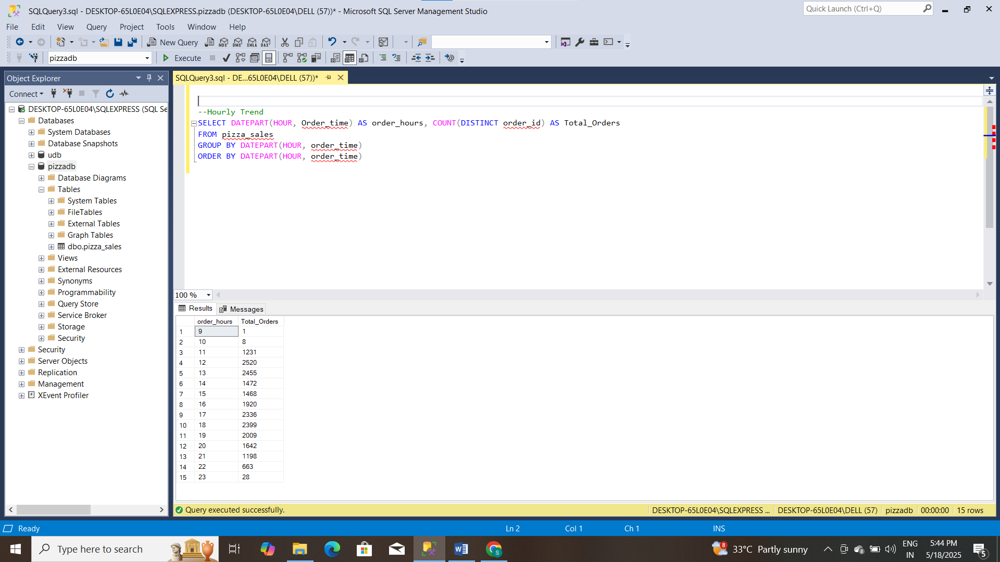 SQLQuery3.sql - DESKTOP-65L0E04\SQLEXPRESS.pizzadb (DESKTOP-65L0E04\DELL (57))* - Microsoft SQL Server Management Studio
Quick Launch (Ctrl+Q)
File Edit View Query Project Tools Window Help
New Query MDX DMX XMLA DAX
pizzadb Execute
Object Explorer
SQLQuery3.sql - DE...65L0E04\DELL (57))*
Connect
DESKTOP-65L0E04\SQLEXPRESS (SQL Se
Databases
System Databases
Database Snapshots
udb
pizzadb
Database Diagrams
Tables
System Tables
FileTables
External Tables
Graph Tables
dbo.pizza_sales
Views
External Resources
Synonyms
Programmability
Query Store
Service Broker
Storage
Security
Security
Server Objects
Replication
Management
XEvent Profiler
--Hourly Trend
SELECT DATEPART(HOUR, Order_time) AS order_hours, COUNT(DISTINCT order_id) AS Total_Orders
FROM pizza_sales
GROUP BY DATEPART(HOUR, order_time)
ORDER BY DATEPART(HOUR, order_time)
100 %
Results Messages
order_hours Total_Orders
1 9 1
2 10 8
3 11 1231
4 12 2520
5 13 2455
6 14 1472
7 15 1468
8 16 1920
9 17 2336
10 18 2399
11 19 2009
12 20 1642
13 21 1198
14 22 663
15 23 28
Query executed successfully.
DESKTOP-65L0E04\SQLEXPRESS ... DESKTOP-65L0E04\DELL (57) pizzadb 00:00:00 15 rows
Ready Ln 2 Col 1 Ch 1 INS
Type here to search
33°C Partly sunny
ENG
IN
5:44 PM
5/18/2025
5